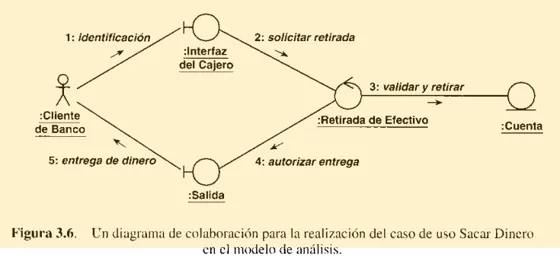 1: identificación
2: solicitar retirada
:Interfaz
del Cajero
3: validar y retirar
:Cliente
de Banco
:Retirada de Efectivo
:Cuenta
5: entrega de dinero
4: autorizar entrega
:Salida
Figura 3.6. Un diagrama de colaboración para la realización del caso de uso Sacar Dinero
en el modelo de análisis.